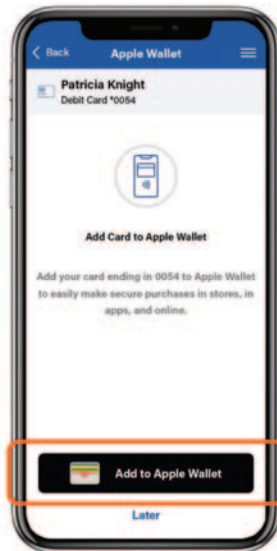 Back
Apple Wallet
Patricia Knight
Debit Card *0054
Add Card to Apple Wallet
Add your card ending in 0054 to Apple Wallet
to easily make secure purchases in stores, in
apps, and online.
Add to Apple Wallet
Later